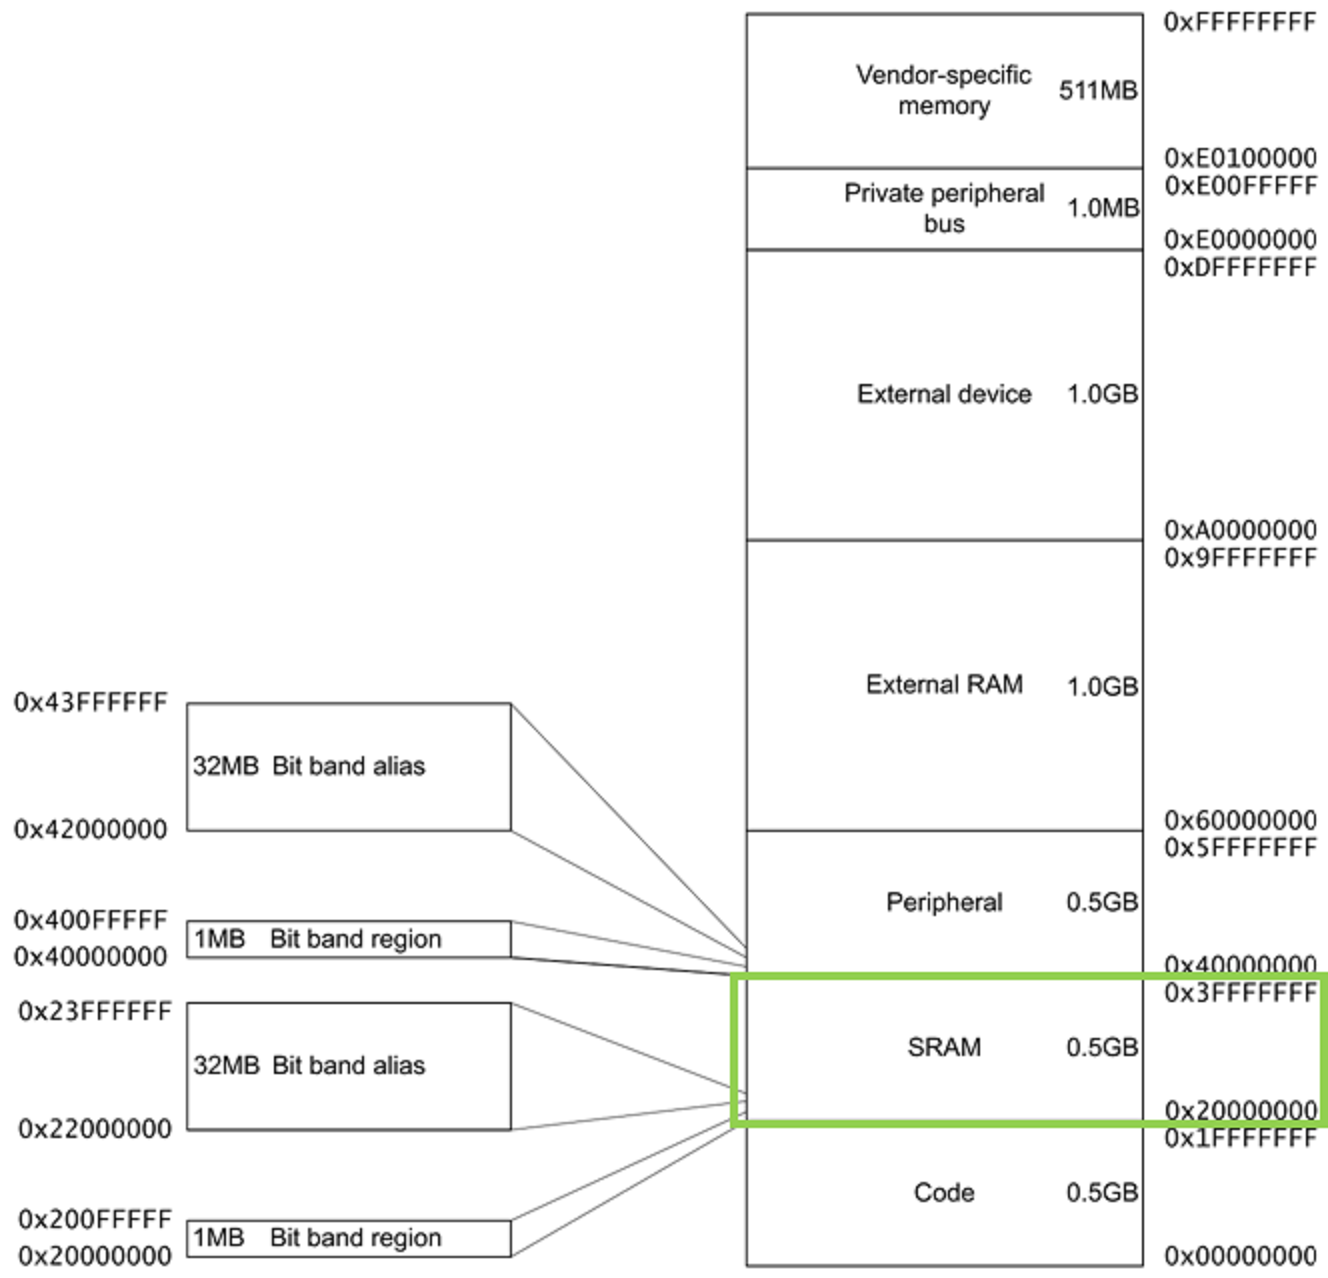 0xFFFFFFFF
Vendor-specific
memory
511MB
0xE0100000
0xE00FFFFF
Private peripheral
bus
1.0MB
0xE0000000
0xDFFFFFFF
External device 1.0GB
0xA0000000
0x9FFFFFFF
External RAM 1.0GB
0x60000000
0x5FFFFFFF
Peripheral 0.5GB
0x40000000
0x3FFFFFFF
SRAM 0.5GB
0x20000000
0x1FFFFFFF
Code 0.5GB
0x00000000
0x43FFFFFF
32MB Bit band alias
0x42000000
0x400FFFFF
1MB Bit band region
0x40000000
0x23FFFFFF
32MB Bit band alias
0x22000000
0x200FFFFF
1MB Bit band region
0x20000000